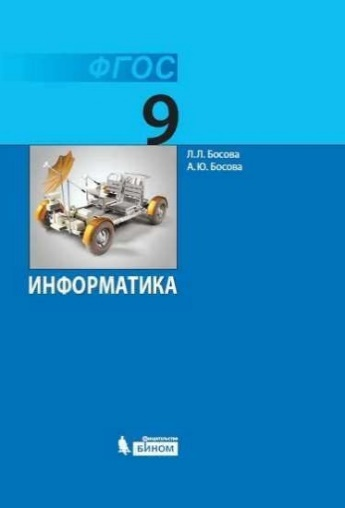 ФГОС
9
Л.Л. Босова
А.Ю. Босова
ИНФОРМАТИКА
Издательство
БИНОМ